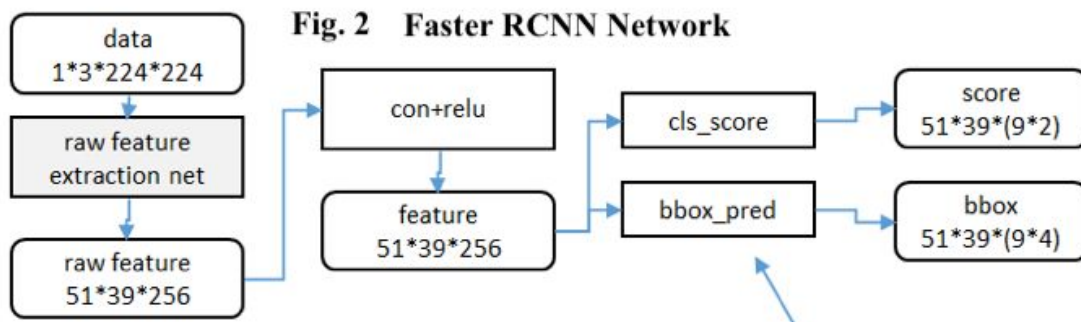 Fig. 2 Faster RCNN Network
data
1*3*224*224
raw feature
extraction net
raw feature
51*39*256
con+relu
feature
51*39*256
cls_score
bbox_pred
score
51*39*(9*2)
bbox
51*39*(9*4)